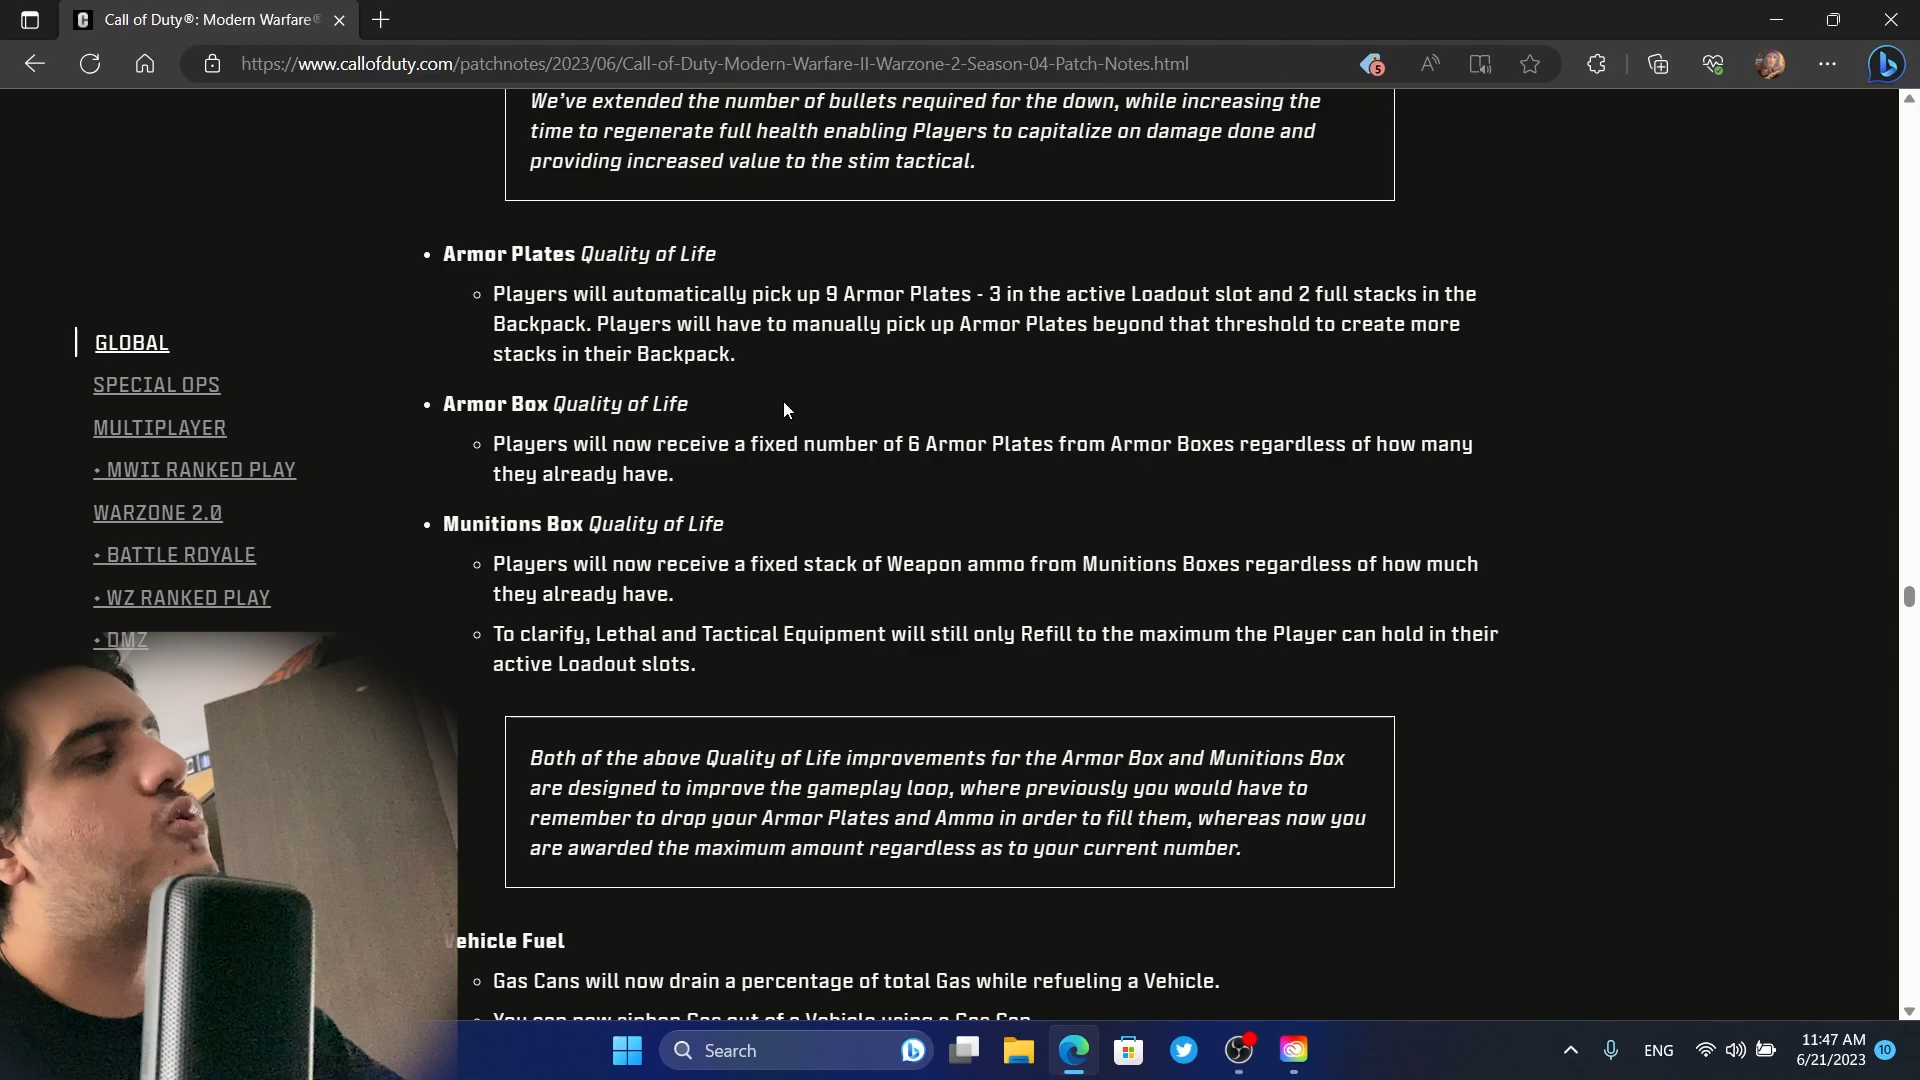 Call of Duty®: Modern Warfare®
https://www.callofduty.com/patchnotes/2023/06/Call-of-Duty-Modern-Warfare-II-Warzone-2-Season-04-Patch-Notes.html
5
We've extended the number of bullets required for the down, while increasing the
time to regenerate full health enabling Players to capitalize on damage done and
providing increased value to the stim tactical.
GLOBAL
SPECIAL OPS
MULTIPLAYER
• MWII RANKED PLAY
WARZONE 2.0
• BATTLE ROYALE
• WZ RANKED PLAY
• DMZ
• Armor Plates Quality of Life
Players will automatically pick up 9 Armor Plates - 3 in the active Loadout slot and 2 full stacks in the
Backpack. Players will have to manually pick up Armor Plates beyond that threshold to create more
stacks in their Backpack.
• Armor Box Quality of Life
Players will now receive a fixed number of 6 Armor Plates from Armor Boxes regardless of how many
they already have.
• Munitions Box Quality of Life
Players will now receive a fixed stack of Weapon ammo from Munitions Boxes regardless of how much
they already have.
To clarify, Lethal and Tactical Equipment will still only Refill to the maximum the Player can hold in their
active Loadout slots.
Both of the above Quality of Life improvements for the Armor Box and Munitions Box
are designed to improve the gameplay loop, where previously you would have to
remember to drop your Armor Plates and Ammo in order to fill them, whereas now you
are awarded the maximum amount regardless as to your current number.
Vehicle Fuel
Gas Cans will now drain a percentage of total Gas while refueling a Vehicle.
You can now siphon Gas out of a Vehicle using a Gas Can.
Search
ENG
11:47 AM
6/21/2023
10